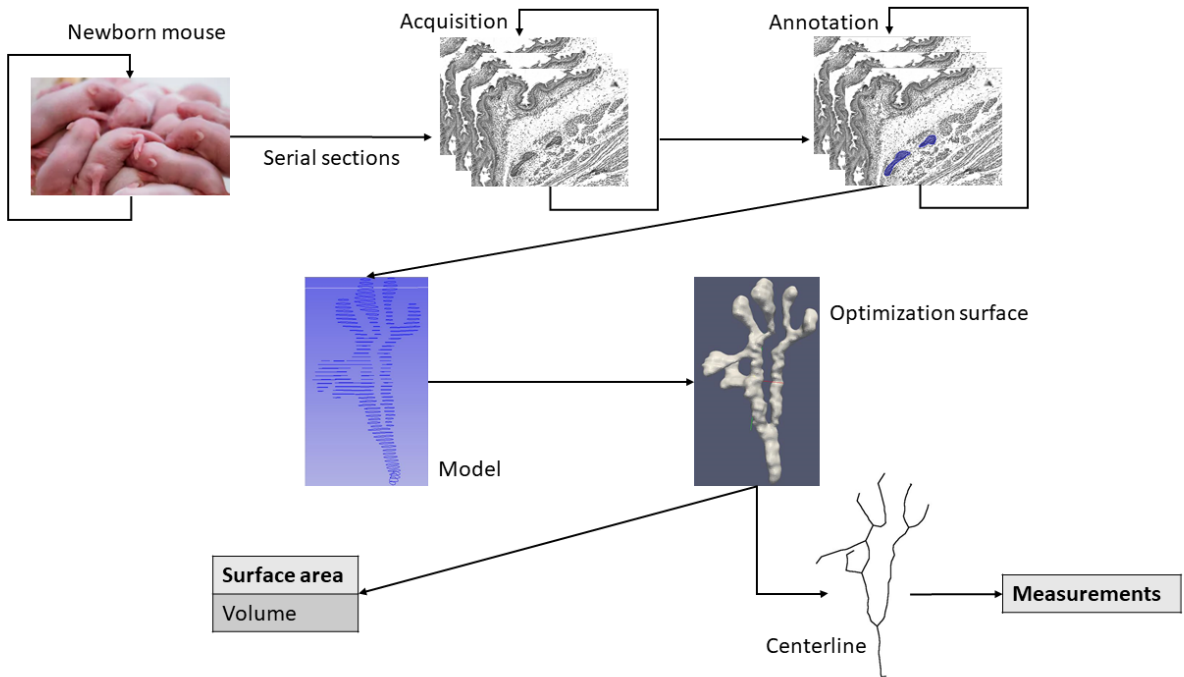 Newborn mouse
Acquisition
Annotation
Serial sections
Optimization surface
Model
Surface area
Volume
Centerline
Measurements